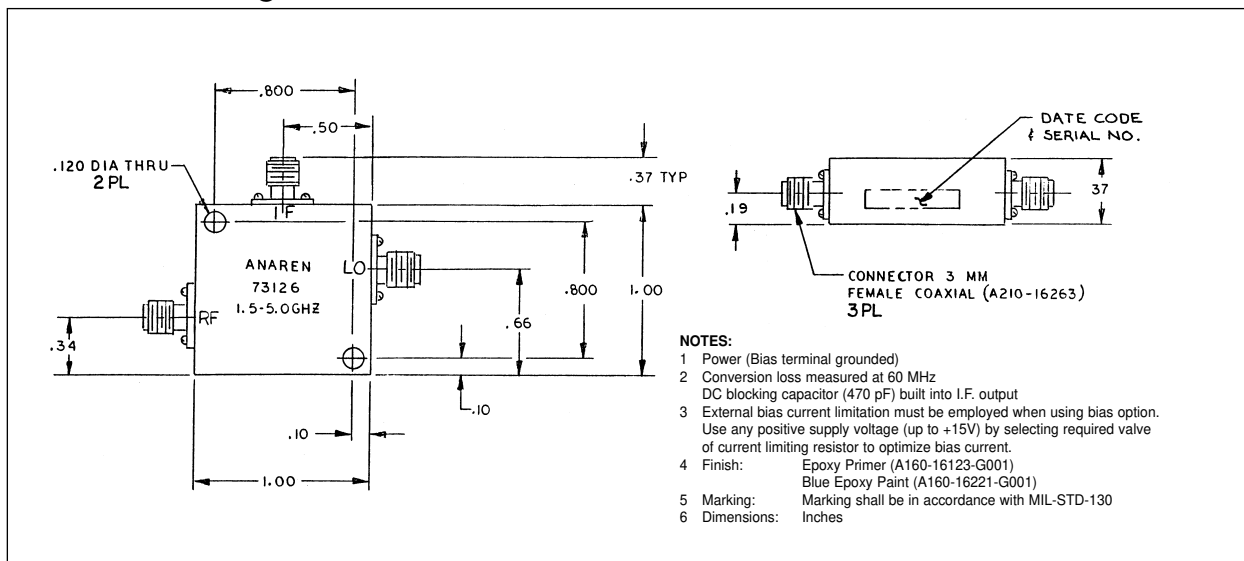 .800
.50
.120 DIA THRU
2 PL
.37 TYP
IF
ANAREN
73126
1.5-5.0GHZ
LO
RF
.34
.66
.800
1.00
.10
.10
1.00
DATE CODE
& SERIAL NO.
.19
.37
CONNECTOR 3 MM
FEMALE COAXIAL (A210-16263)
3 PL
NOTES:
1 Power (Bias terminal grounded)
2 Conversion loss measured at 60 MHz
DC blocking capacitor (470 pF) built into I.F. output
3 External bias current limitation must be employed when using bias option.
Use any positive supply voltage (up to +15V) by selecting required valve
of current limiting resistor to optimize bias current.
4 Finish: Epoxy Primer (A160-16123-G001)
Blue Epoxy Paint (A160-16221-G001)
5 Marking: Marking shall be in accordance with MIL-STD-130
6 Dimensions: Inches